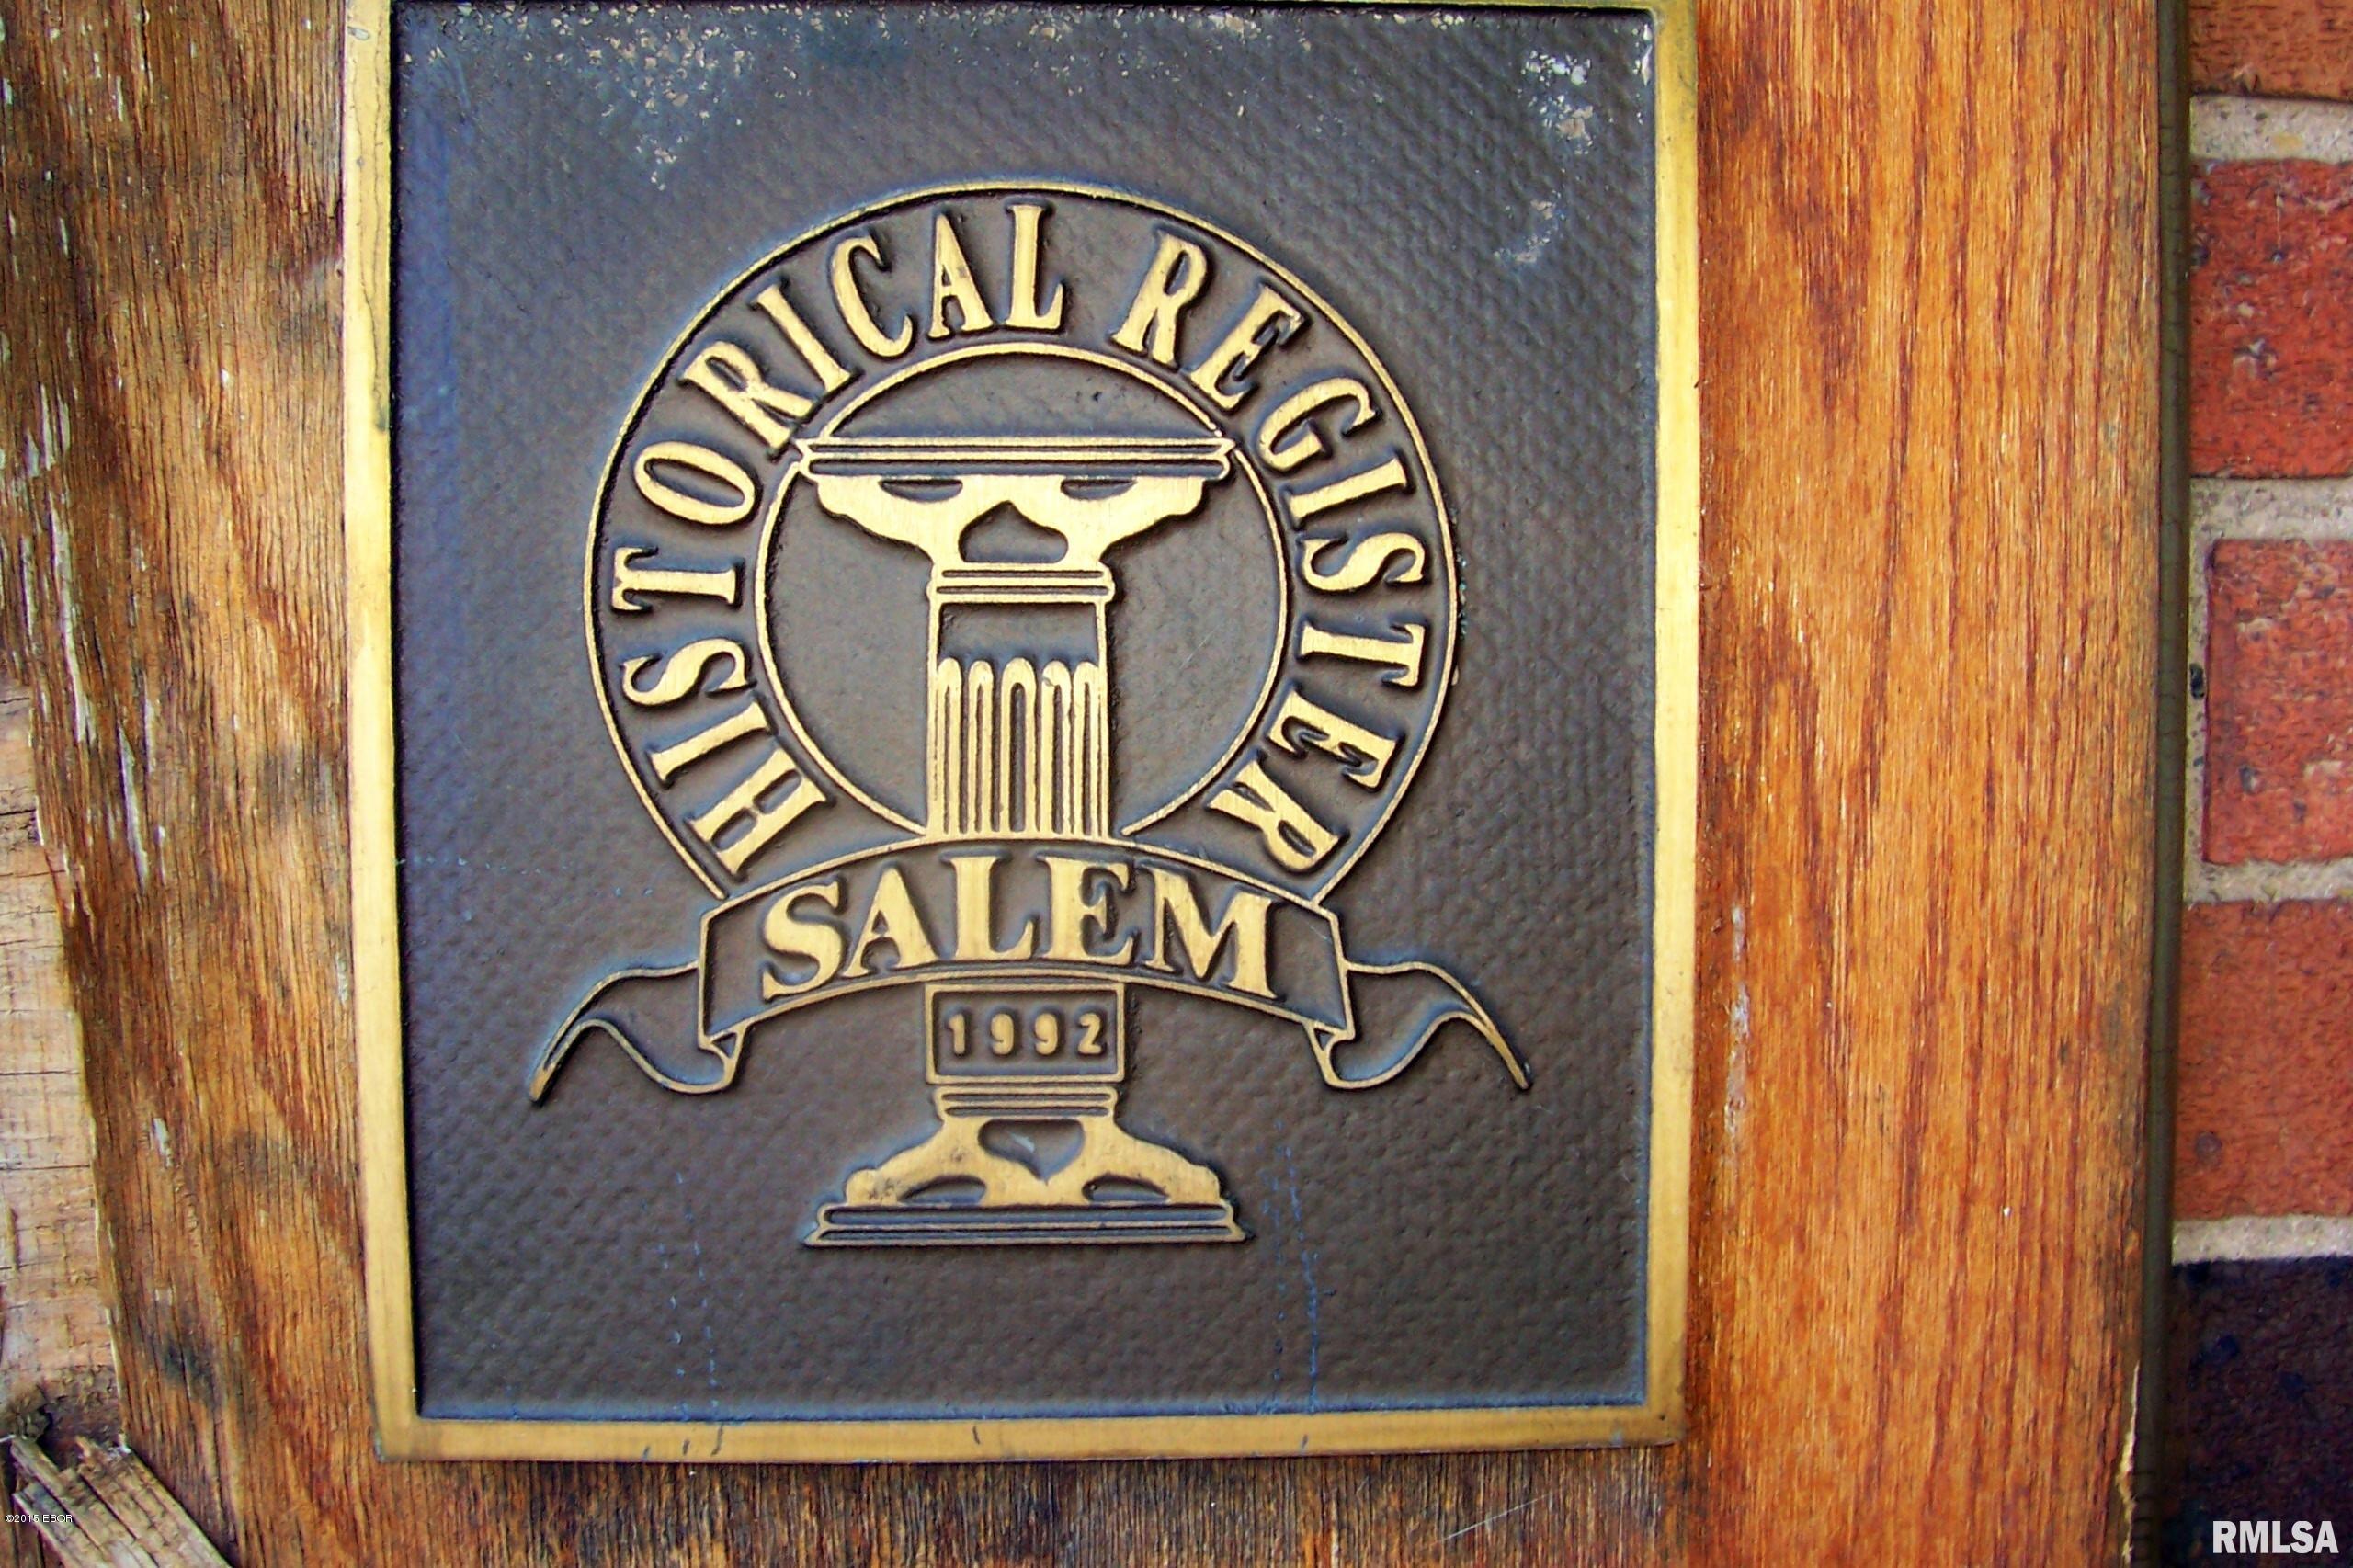 HISTORICAL REGISTER
SALEM
1992
©2015 EBOR
RMLSA